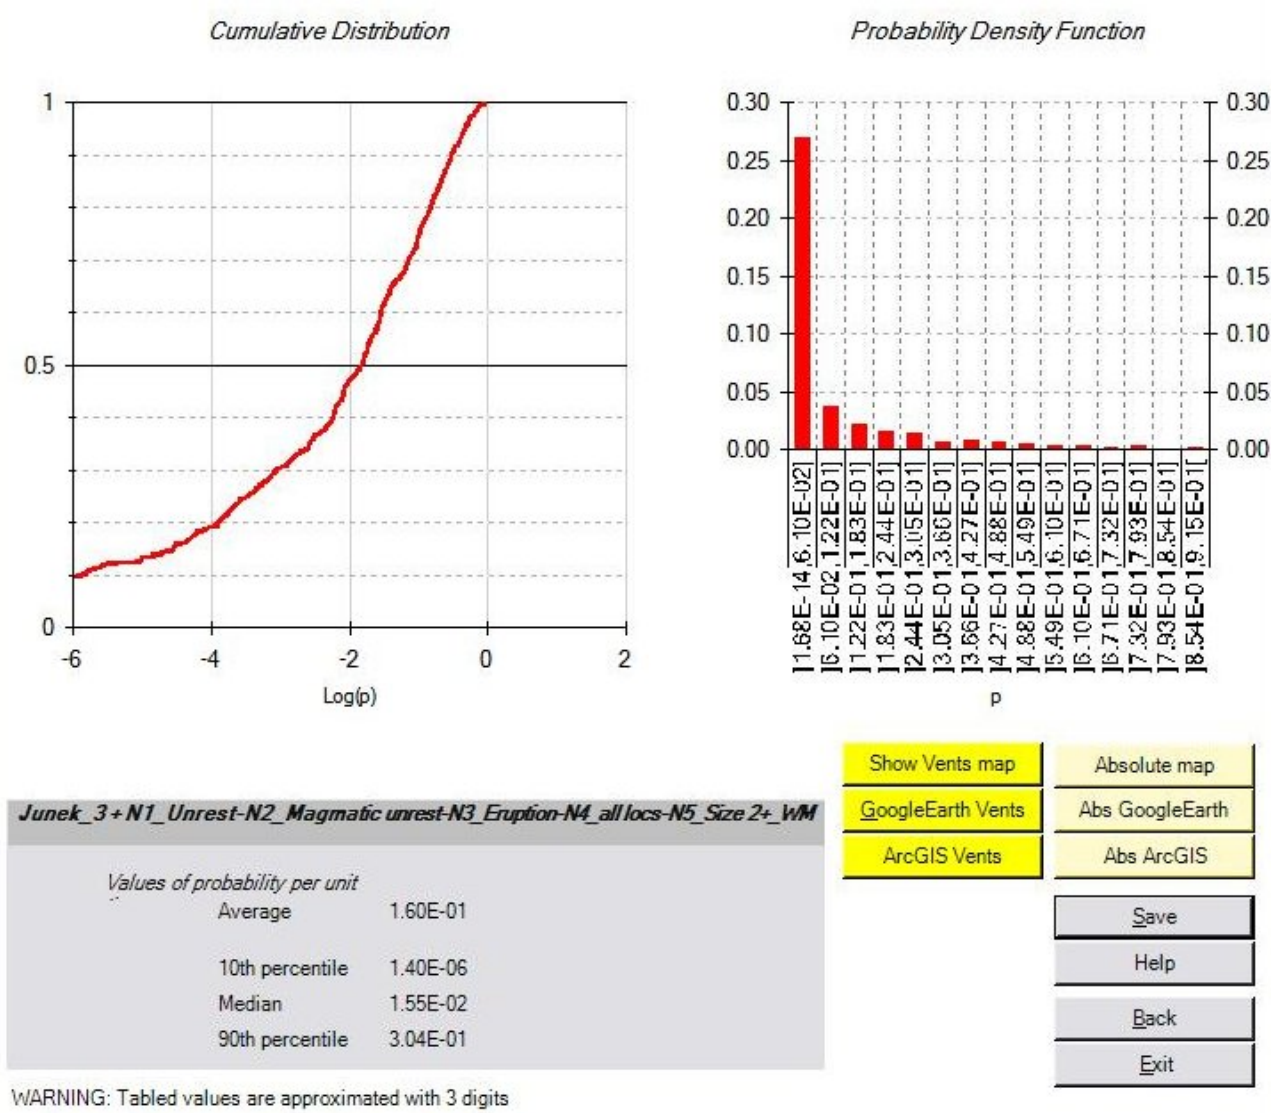 Cumulative Distribution
1
0.5
0
-6 -4 -2 0 2
Log(p)
Probability Density Function
0.30 0.30
0.25 0.25
0.20 0.20
0.15 0.15
0.10 0.10
0.05 0.05
0.00 0.00
]1.68E-14,6.10E-02]
]6.10E-02,1.22E-01]
]1.22E-01,1.83E-01]
]1.83E-01,2.44E-01]
]2.44E-01,3.05E-01]
]3.05E-01,3.66E-01]
]3.66E-01,4.27E-01]
]4.27E-01,4.88E-01]
]4.88E-01,5.49E-01]
]5.49E-01,6.10E-01]
]6.10E-01,6.71E-01]
]6.71E-01,7.32E-01]
]7.32E-01,7.93E-01]
]7.93E-01,8.54E-01]
]8.54E-01,9.15E-01[
p
Show Vents map Absolute map
GoogleEarth Vents Abs GoogleEarth
ArcGIS Vents Abs ArcGIS
Save
Help
Back
Exit
Junek_3 + N1_Unrest-N2_Magmatic unrest-N3_Eruption-N4_all locs-N5_Size 2+_WM
Values of probability per unit
Average 1.60E-01
10th percentile 1.40E-06
Median 1.55E-02
90th percentile 3.04E-01
WARNING: Tabled values are approximated with 3 digits